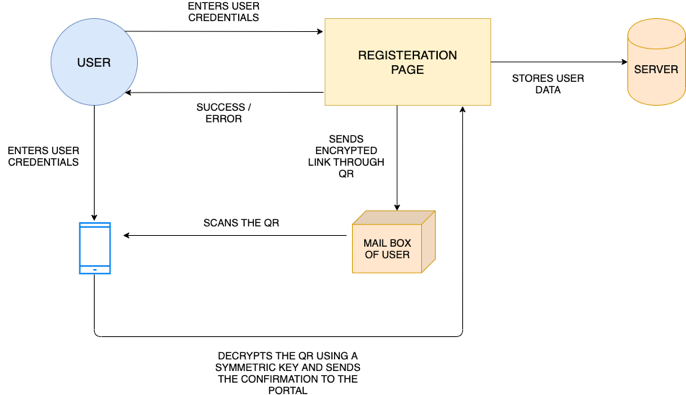 ENTERS USER
CREDENTIALS
USER
REGISTERATION
PAGE
SERVER
STORES USER
DATA
SUCCESS /
ERROR
ENTERS USER
CREDENTIALS
SENDS
ENCRYPTED
LINK THROUGH
QR
SCANS THE QR
MAIL BOX
OF USER
DECRYPTS THE QR USING A
SYMMETRIC KEY AND SENDS
THE CONFIRMATION TO THE
PORTAL